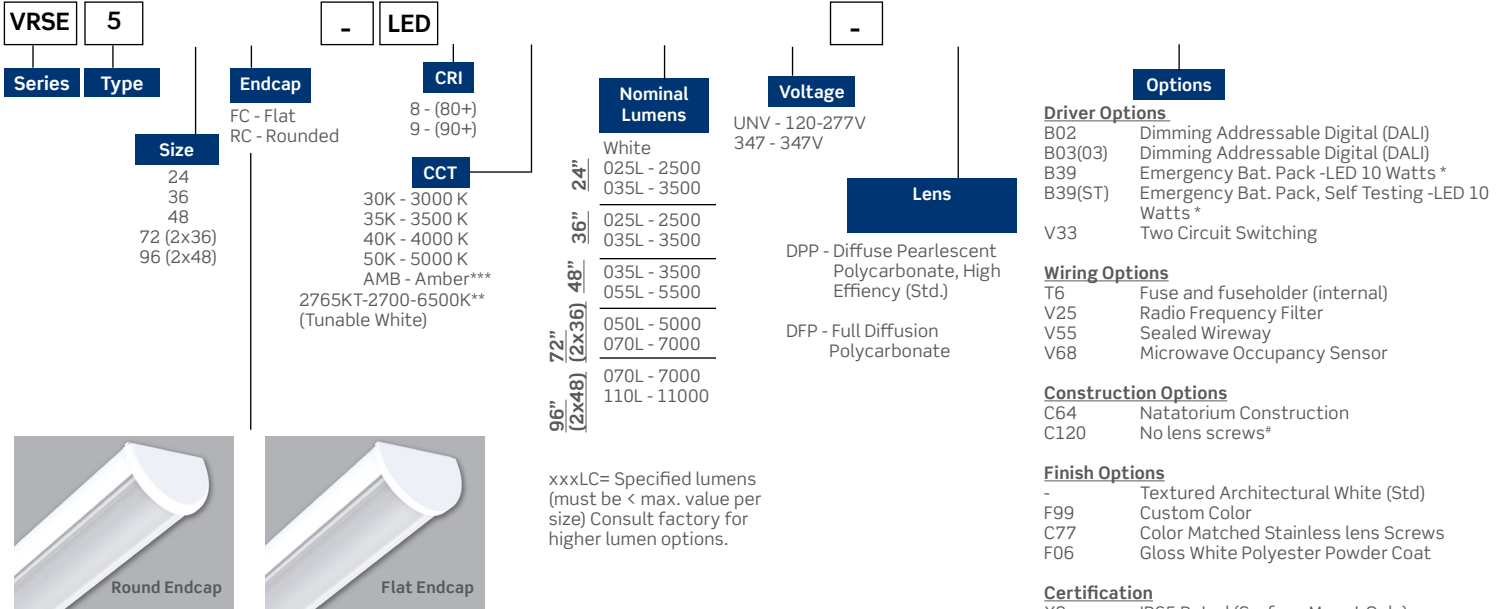 VRSE 5 - LED -
Series Type
Endcap
FC - Flat
RC - Rounded
Size
24
36
48
72 (2x36)
96 (2x48)
CRI
8 - (80+)
9 - (90+)
CCT
30K - 3000 K
35K - 3500 K
40K - 4000 K
50K - 5000 K
AMB - Amber***
2765KT-2700-6500K**
(Tunable White)
Nominal
Lumens
White
24"
025L - 2500
035L - 3500
36"
025L - 2500
035L - 3500
48"
035L - 3500
055L - 5500
72"
(2x36)
050L - 5000
070L - 7000
96"
(2x48)
070L - 7000
110L - 11000
xxxLC= Specified lumens
(must be < max. value per
size) Consult factory for
higher lumen options.
Voltage
UNV - 120-277V
347 - 347V
Lens
DPP - Diffuse Pearlescent
Polycarbonate, High
Effiency (Std.)
DFP - Full Diffusion
Polycarbonate
Options
Driver Options
B02 Dimming Addressable Digital (DALI)
B03(03) Dimming Addressable Digital (DALI)
B39 Emergency Bat. Pack -LED 10 Watts *
B39(ST) Emergency Bat. Pack, Self Testing -LED 10
Watts *
V33 Two Circuit Switching
Wiring Options
T6 Fuse and fuseholder (internal)
V25 Radio Frequency Filter
V55 Sealed Wireway
V68 Microwave Occupancy Sensor
Construction Options
C64 Natatorium Construction
C120 No lens screws#
Finish Options
- Textured Architectural White (Std)
F99 Custom Color
C77 Color Matched Stainless lens Screws
F06 Gloss White Polyester Powder Coat
Certification
Round Endcap
Flat Endcap